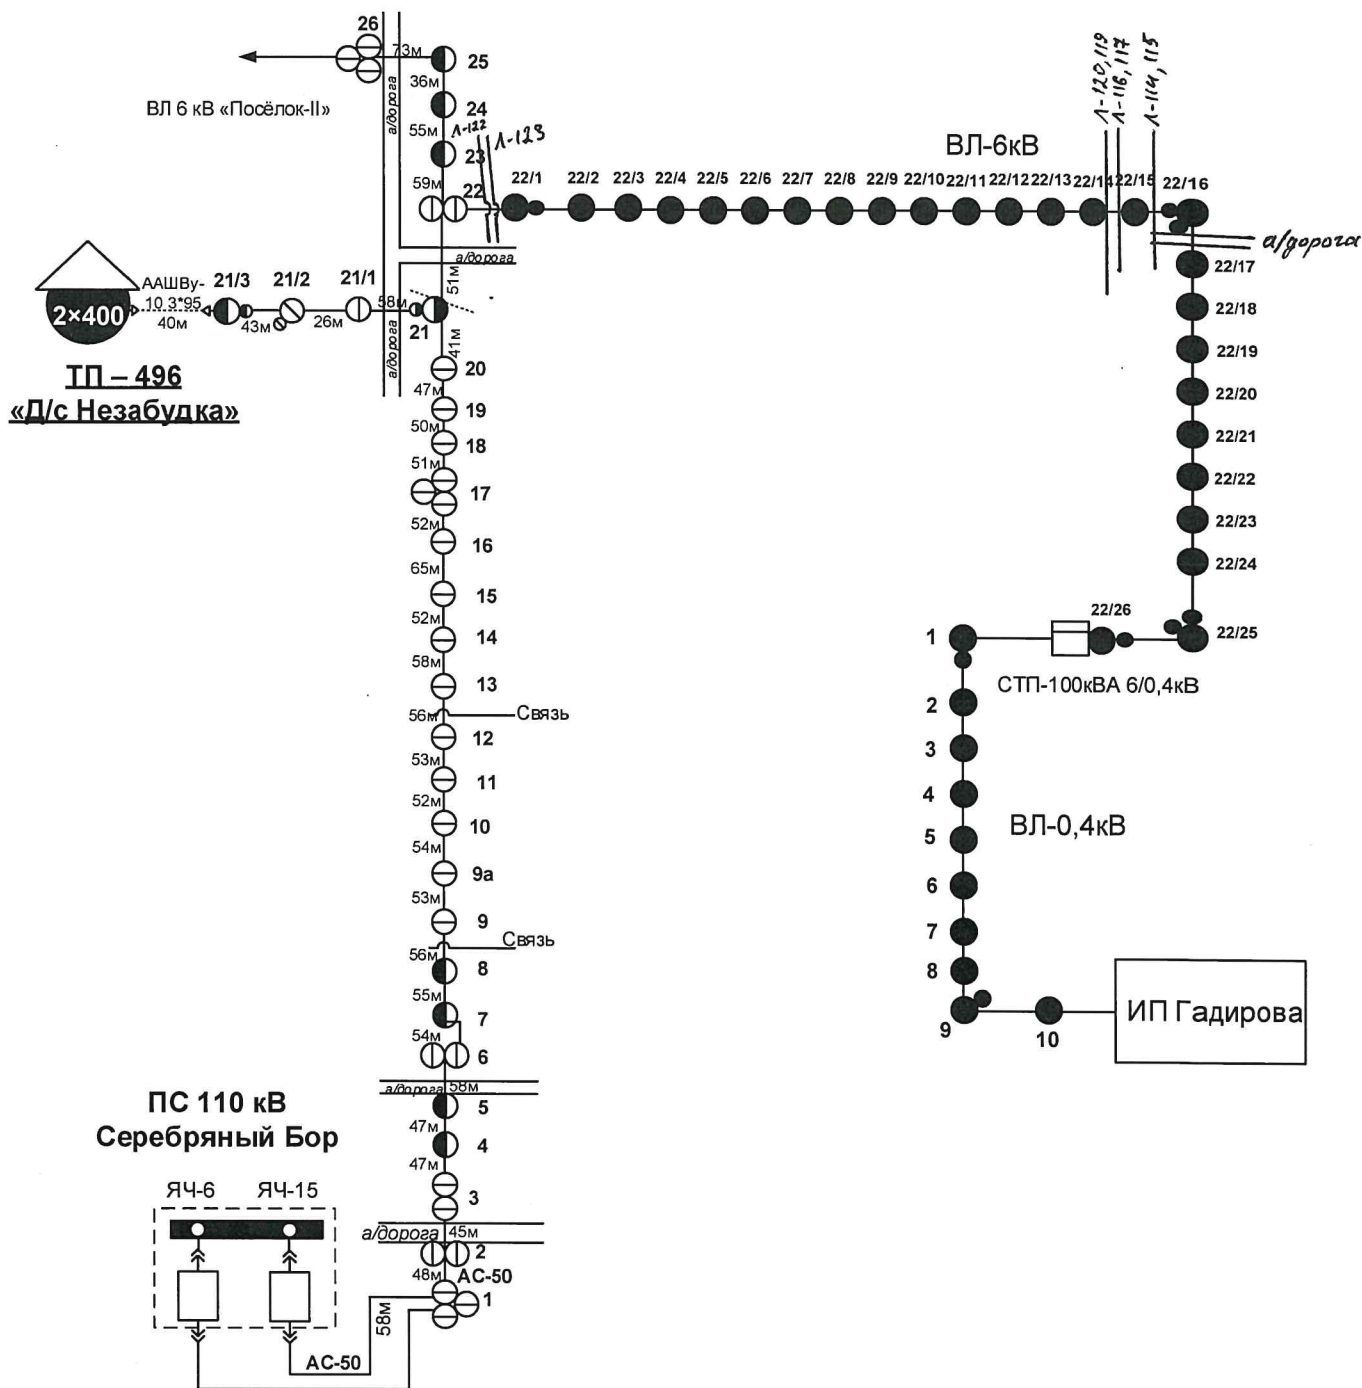 26
73м
25
36м
ВЛ 6 кВ «Посёлок-II»
а/дорога
24
55м
Л-122
Л-123
23
59м
22
22/1
22/2
22/3
22/4
22/5
22/6
22/7
22/8
22/9
22/10
22/11
22/12
22/13
22/14
22/15
22/16
ВЛ-6кВ
Л-120,119
Л-116,117
Л-114,115
а/дорога
а/дорога
51м
2×400
ААШВу-
10 3*95
40м
21/3
43м
21/2
26м
21/1
58м
21
а/дорога
41м
ТП – 496
«Д/с Незабудка»
22/17
22/18
22/19
22/20
22/21
22/22
22/23
22/24
22/25
22/26
СТП-100кВА 6/0,4кВ
20
47м
19
50м
18
51м
17
52м
16
65м
15
52м
14
58м
13
56м
Связь
12
53м
11
52м
10
54м
9а
53м
9
Связь
56м
8
55м
7
54м
6
а/дорога
58м
5
47м
4
47м
3
а/дорога
45м
2
48м
АС-50
1
58м
АС-50
1
2
3
4
5
6
7
8
9
10
ВЛ-0,4кВ
ИП Гадирова
ПС 110 кВ
Серебряный Бор
ЯЧ-6
ЯЧ-15